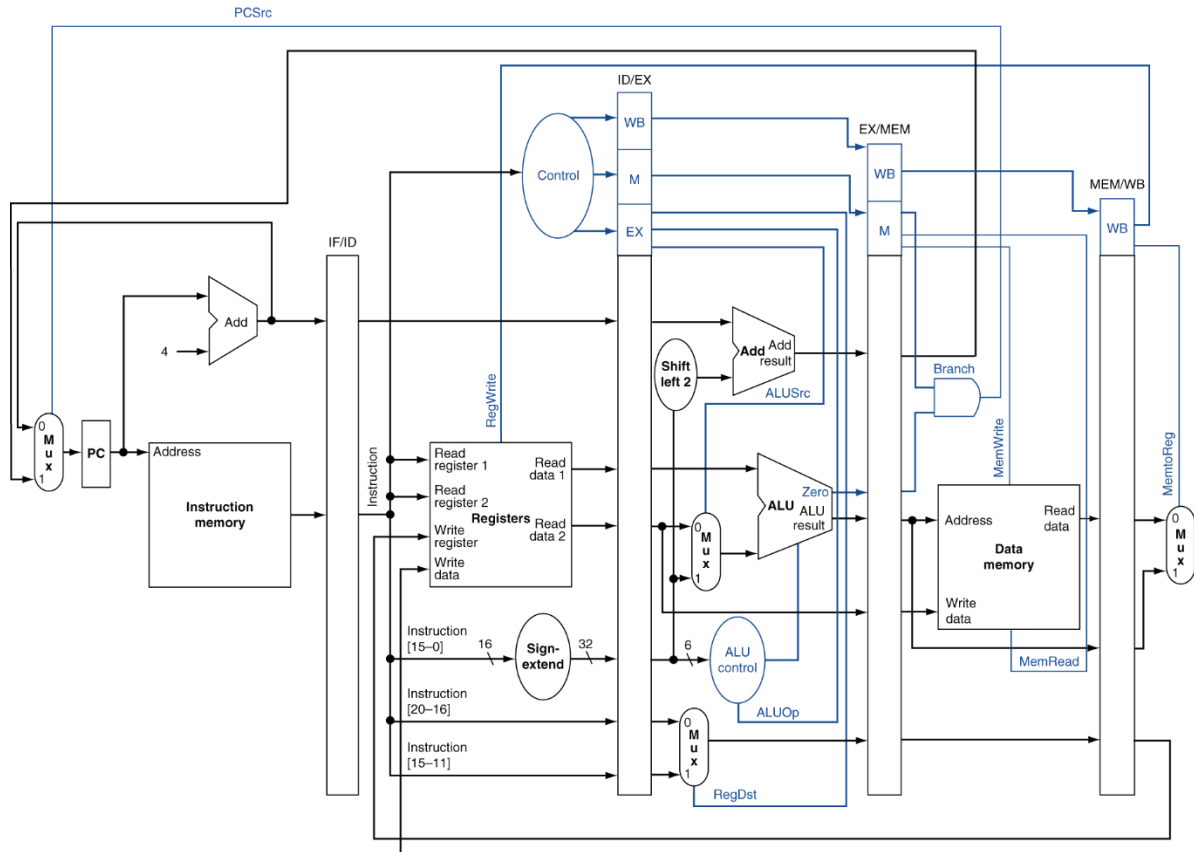 PCSrc
ID/EX
WB
EX/MEM
Control
M
WB
MEM/WB
EX
M
WB
IF/ID
Add
4
Add
Add
result
Shift
left 2
Branch
ALUSrc
RegWrite
MemWrite
MemtoReg
0
Mux
1
PC
Address
Instruction
memory
Instruction
Read
register 1
Read
data 1
Read
register 2
Registers
Write
register
Read
data 2
Write
data
0
Mux
1
Zero
ALU
ALU
result
Address
Read
data
Data
memory
Write
data
0
Mux
1
Instruction
[15–0]
16
Sign-
extend
32
6
ALU
control
MemRead
Instruction
[20–16]
ALUOp
0
Mux
1
Instruction
[15–11]
RegDst